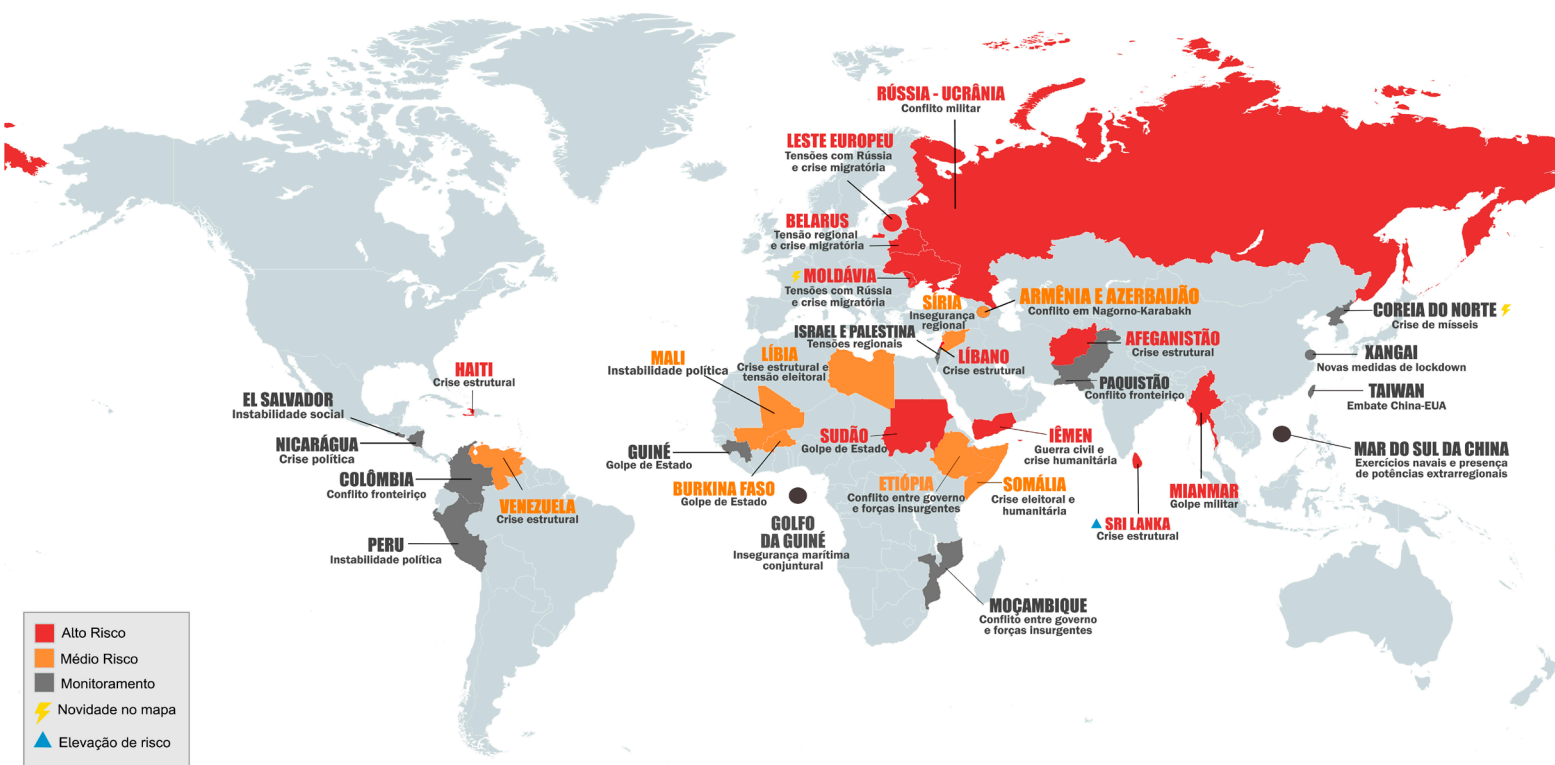 RÚSSIA - UCRÂNIA
Conflito militar
LESTE EUROPEU
Tensões com Rússia
e crise migratória
BELARUS
Tensão regional
e crise migratória
MOLDÁVIA
Tensões com Rússia
e crise migratória
SÍRIA
Insegurança
regional
ARMÊNIA E AZERBAIJÃO
Conflito em Nagorno-Karabakh
COREIA DO NORTE
Crise de mísseis
ISRAEL E PALESTINA
Tensões regionais
AFEGANISTÃO
Crise estrutural
XANGAI
Novas medidas de lockdown
MALI
Instabilidade política
LÍBIA
Crise estrutural e
tensão eleitoral
LÍBANO
Crise estrutural
PAQUISTÃO
Conflito fronteiriço
TAIWAN
Embate China-EUA
HAITI
Crise estrutural
EL SALVADOR
Instabilidade social
NICARÁGUA
Crise política
COLÔMBIA
Conflito fronteiriço
VENEZUELA
Crise estrutural
PERU
Instabilidade política
GUINÉ
Golpe de Estado
BURKINA FASO
Golpe de Estado
SUDÃO
Golpe de Estado
IÊMEN
Guerra civil e
crise humanitária
MAR DO SUL DA CHINA
Exercícios navais e presença
de potências extrarregionais
ETIÓPIA
Conflito entre governo
e forças insurgentes
SOMÁLIA
Crise eleitoral e
humanitária
MIANMAR
Golpe militar
SRI LANKA
Crise estrutural
GOLFO
DA GUINÉ
Insegurança marítima
conjuntural
MOÇAMBIQUE
Conflito entre governo
e forças insurgentes
Alto Risco
Médio Risco
Monitoramento
Novidade no mapa
Elevação de risco